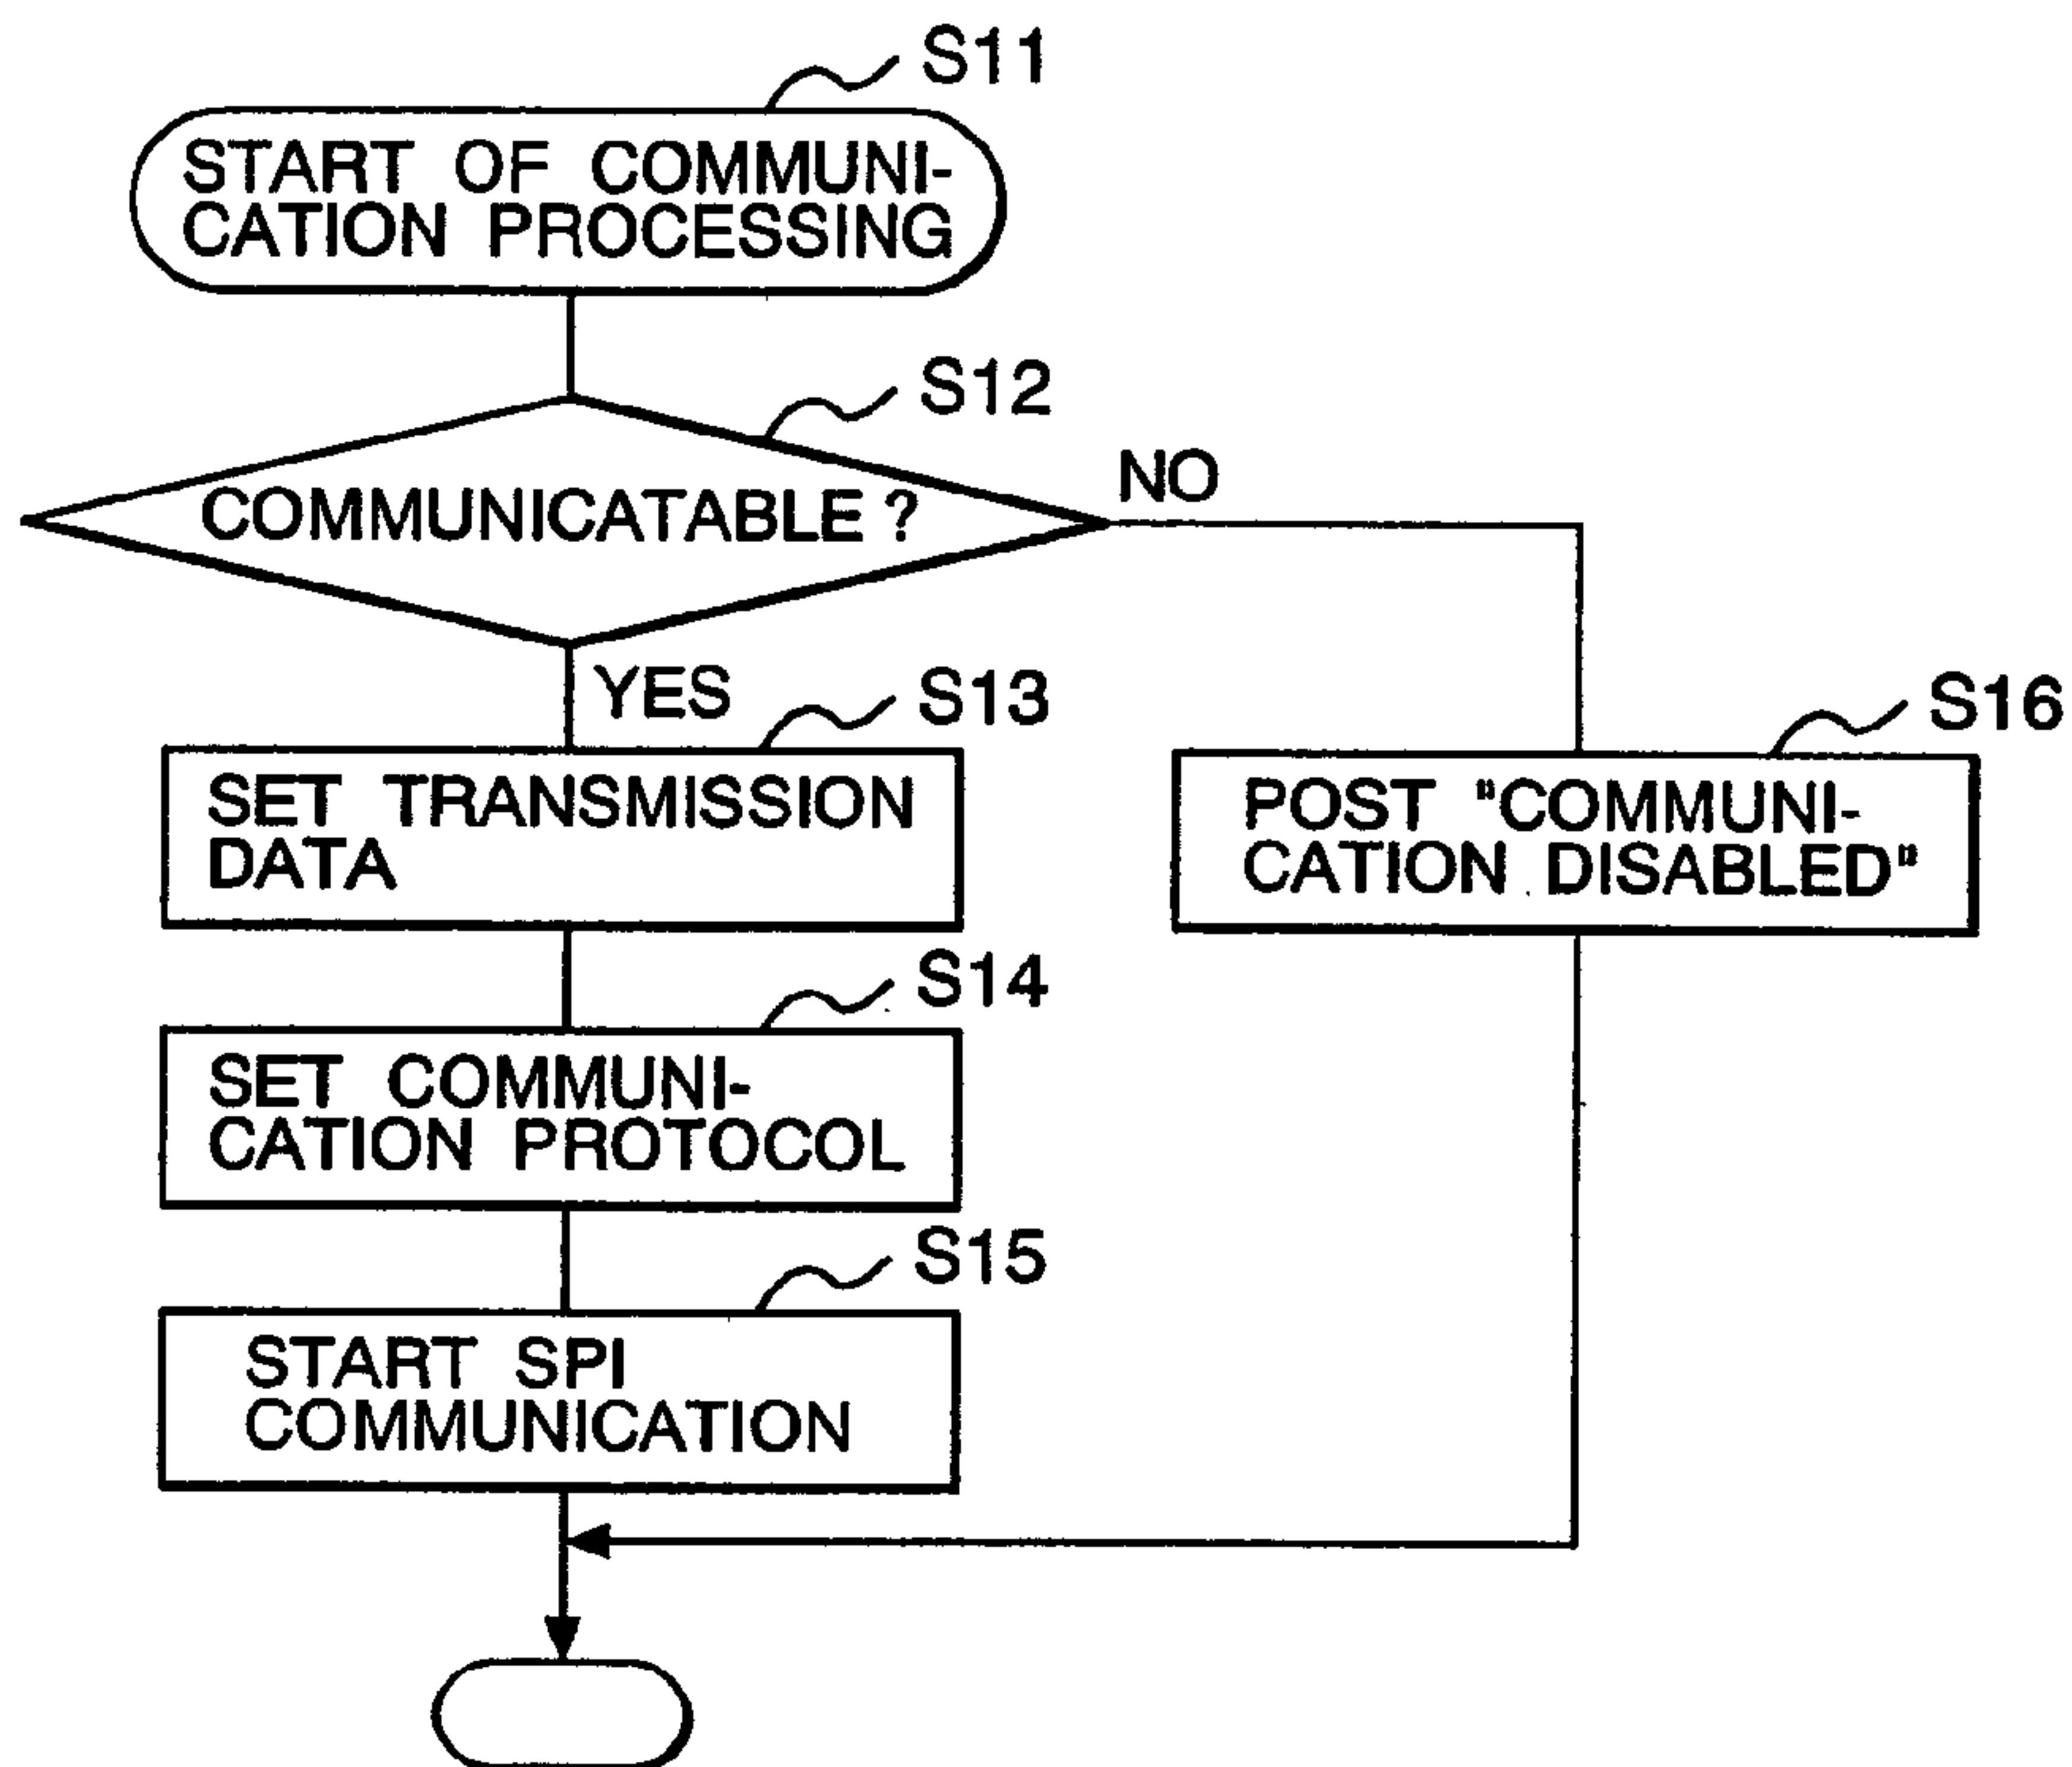 S11
START OF COMMUNI-
CATION PROCESSING
S12
COMMUNICATABLE ?
NO
YES
S13
SET TRANSMISSION
DATA
S16
POST "COMMUNI-
CATION DISABLED"
S14
SET COMMUNI-
CATION PROTOCOL
S15
START SPI
COMMUNICATION